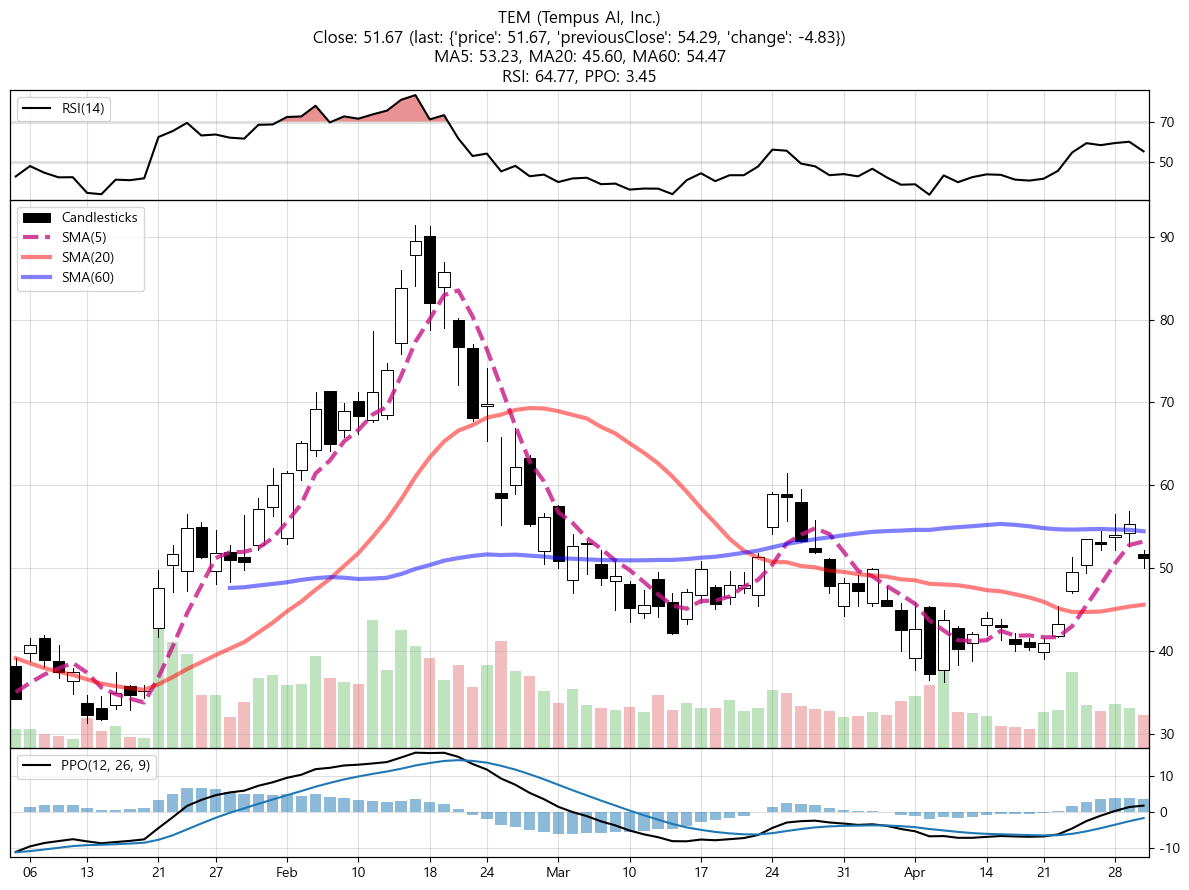 TEM (Tempus AI, Inc.)
Close: 51.67 (last: {'price': 51.67, 'previousClose': 54.29, 'change': -4.83})
MA5: 53.23, MA20: 45.60, MA60: 54.47
RSI: 64.77, PPO: 3.45
RSI(14)
70
50
Candlesticks
SMA(5)
SMA(20)
SMA(60)
90
80
70
60
50
40
30
PPO(12, 26, 9)
10
0
-10
06 13 21 27 Feb 10 18 24 Mar 10 17 24 31 Apr 14 21 28